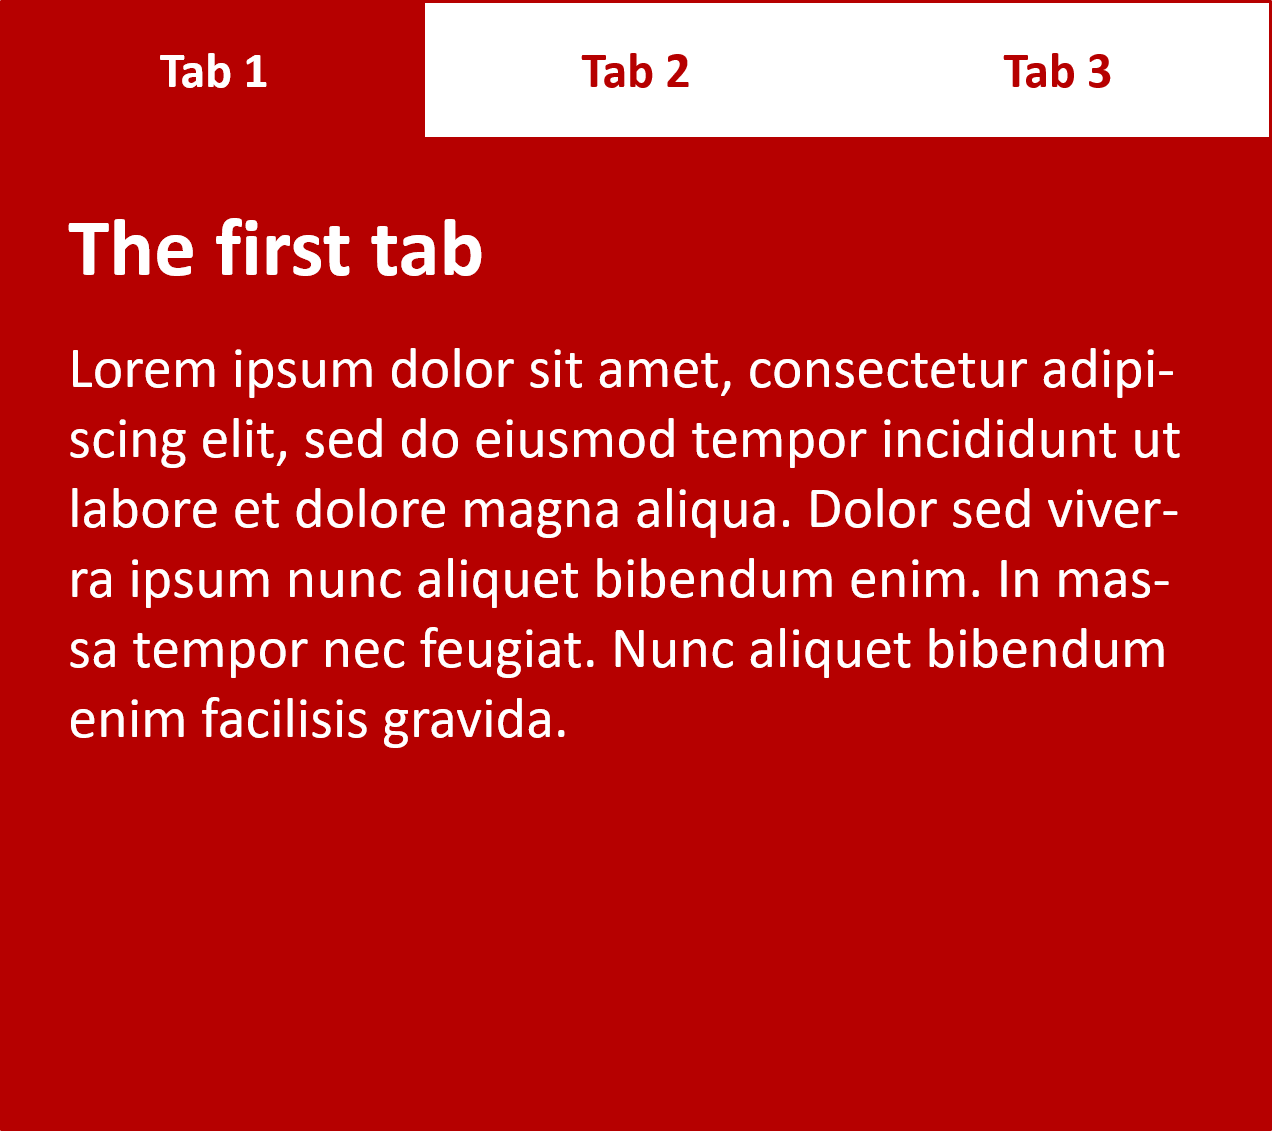 Tab 1 Tab 2 Tab 3
The first tab
Lorem ipsum dolor sit amet, consectetur adipi-
scing elit, sed do eiusmod tempor incididunt ut
labore et dolore magna aliqua. Dolor sed viver-
ra ipsum nunc aliquet bibendum enim. In mas-
sa tempor nec feugiat. Nunc aliquet bibendum
enim facilisis gravida.